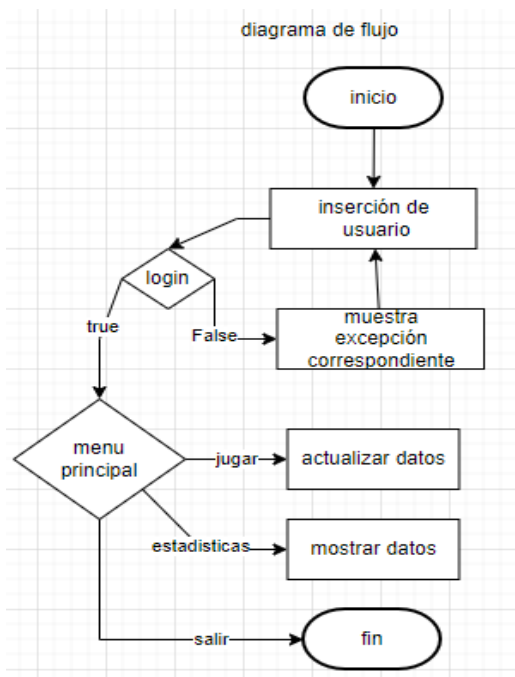 diagrama de flujo
inicio
inserción de
usuario
login
true
False
muestra
excepción
correspondiente
menu
principal
jugar
actualizar datos
estadisticas
mostrar datos
salir
fin